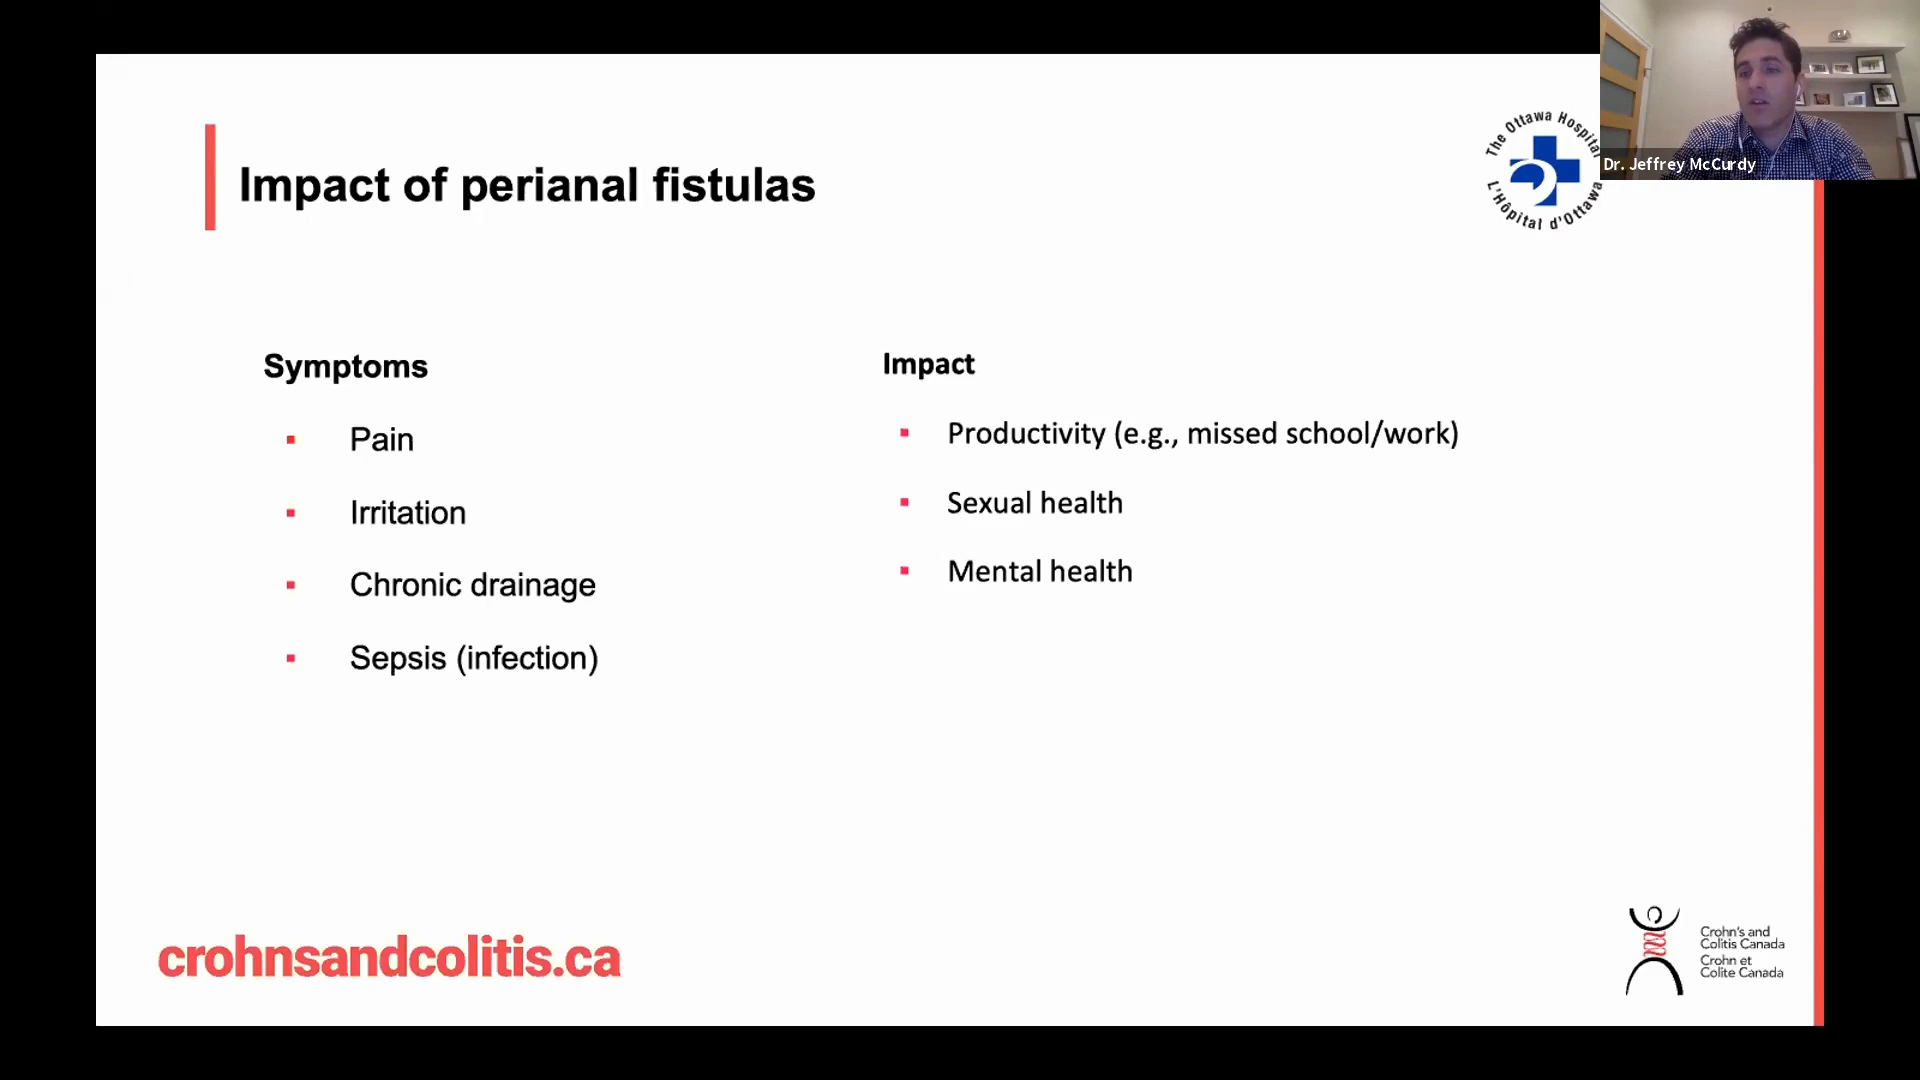 Impact of perianal fistulas
The Ottawa Hospital
L'Hôpital d'Ottawa
Dr. Jeffrey McCurdy
Symptoms
▪ Pain
▪ Irritation
▪ Chronic drainage
▪ Sepsis (infection)
Impact
▪ Productivity (e.g., missed school/work)
▪ Sexual health
▪ Mental health
crohnsandcolitis.ca
Crohn's and
Colitis Canada
Crohn et
Colite Canada